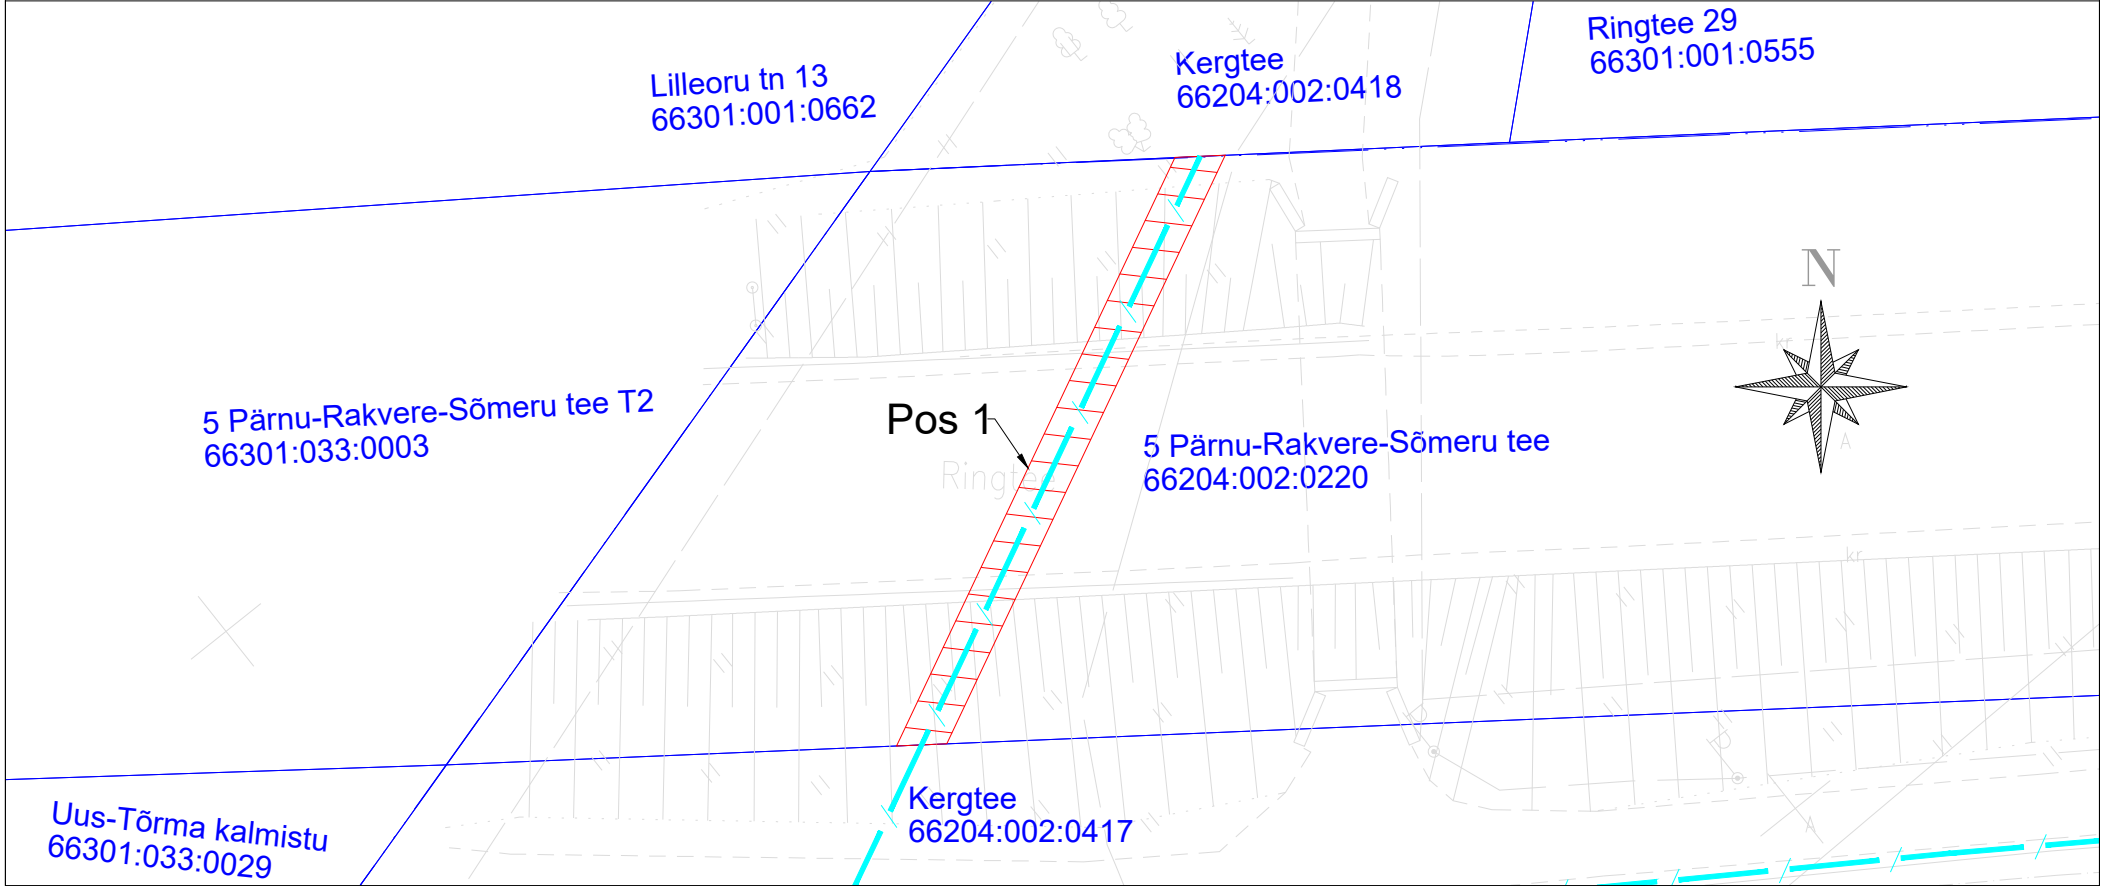 Ringtee 29
66301:001:0555
Kergtee
66204:002:0418
Lilleoru tn 13
66301:001:0662
N
kr
A
5 Pärnu-Rakvere-Sõmeru tee T2
66301:033:0003
Pos 1
5 Pärnu-Rakvere-Sõmeru tee
66204:002:0220
Ringtee
kr
Kergtee
66204:002:0417
Uus-Tõrma kalmistu
66301:033:0029
A